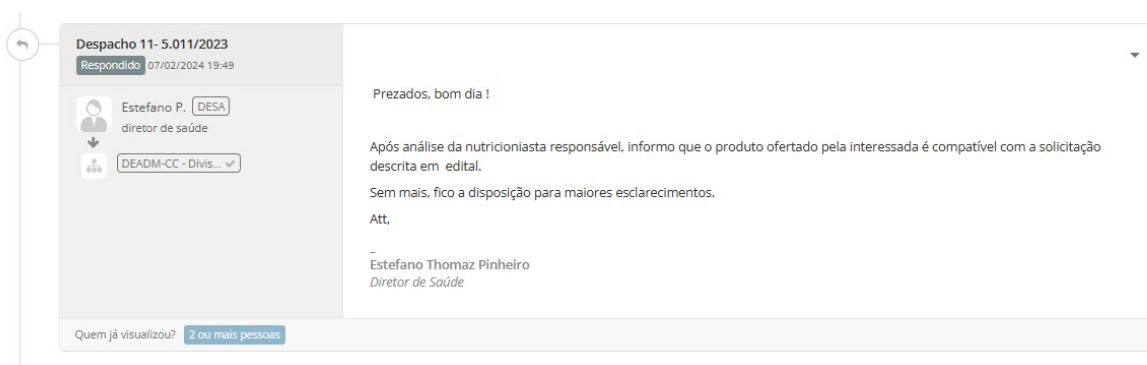 Despacho 11- 5.011/2023
Respondido 07/02/2024 19:49
Estefano P. DESA
diretor de saúde
DEADM-CC - Divis...
Prezados, bom dia !
Após análise da nutricioniasta responsável, informo que o produto ofertado pela interessada é compatível com a solicitação
descrita em edital.
Sem mais, fico a disposição para maiores esclarecimentos.
Att,
_
Estefano Thomaz Pinheiro
Diretor de Saúde
Quem já visualizou? 2 ou mais pessoas